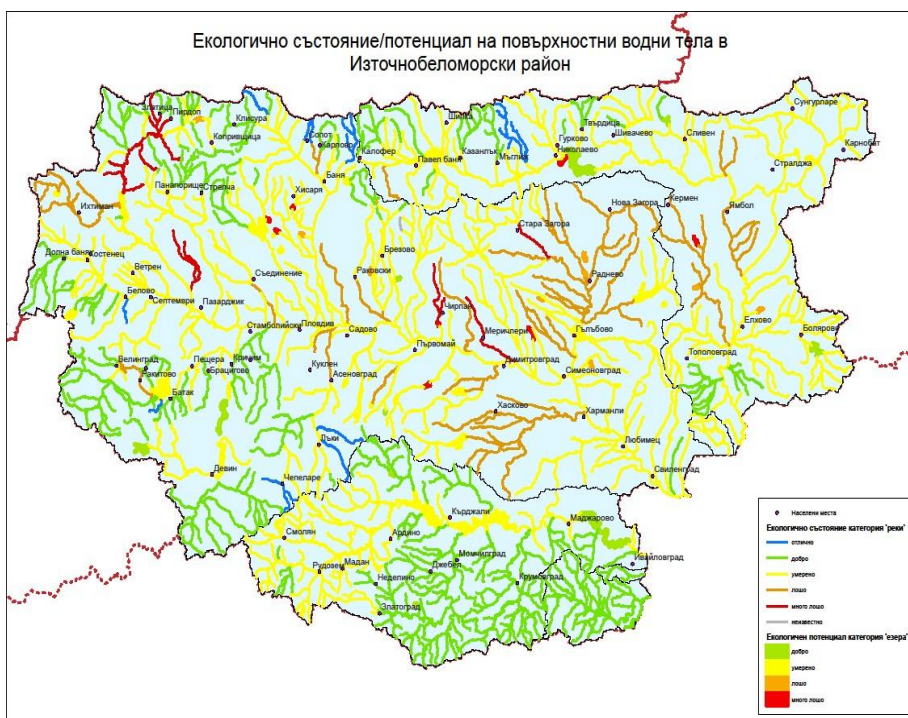 Екологично състояние/потенциал на повърхностни водни тела в
Източнобеломорски район
Златица
Пирдоп
Клисура
Копривщица
Сопот
Карлово
Калофер
Шипка
Павел баня
Казанлък
Мъглиж
Гурково
Николаево
Твърдица
Шивачево
Сливен
Сунгурларе
Карнобат
Стралджа
Панагюрище
Стрелча
Баня
Хисаря
Ихтиман
Стара Загора
Нова Загора
Кермен
Ямбол
Долна баня
Костенец
Ветрен
Белово
Септември
Пазарджик
Съединение
Брезово
Раковски
Раднево
Чирпан
Стамболийски
Пловдив
Садово
Меричлери
Гълъбово
Елхово
Болярово
Първомай
Димитровград
Симеоновград
Тополовград
Велинград
Ракитово
Пещера
Брацигово
Кричим
Батак
Куклен
Асеновград
Хасково
Харманли
Любимец
Свиленград
Лъки
Девин
Чепеларе
Смолян
Рудозем
Мадан
Ардино
Неделино
Златоград
Кърджали
Момчилград
Джебел
Крумовград
Маджарово
Ивайловград
Населени места
Екологично състояние категория 'реки'
отлично
добро
умерено
лошо
много лошо
неизвестно
Екологичен потенциал категория 'езера'
добро
умерено
лошо
много лошо